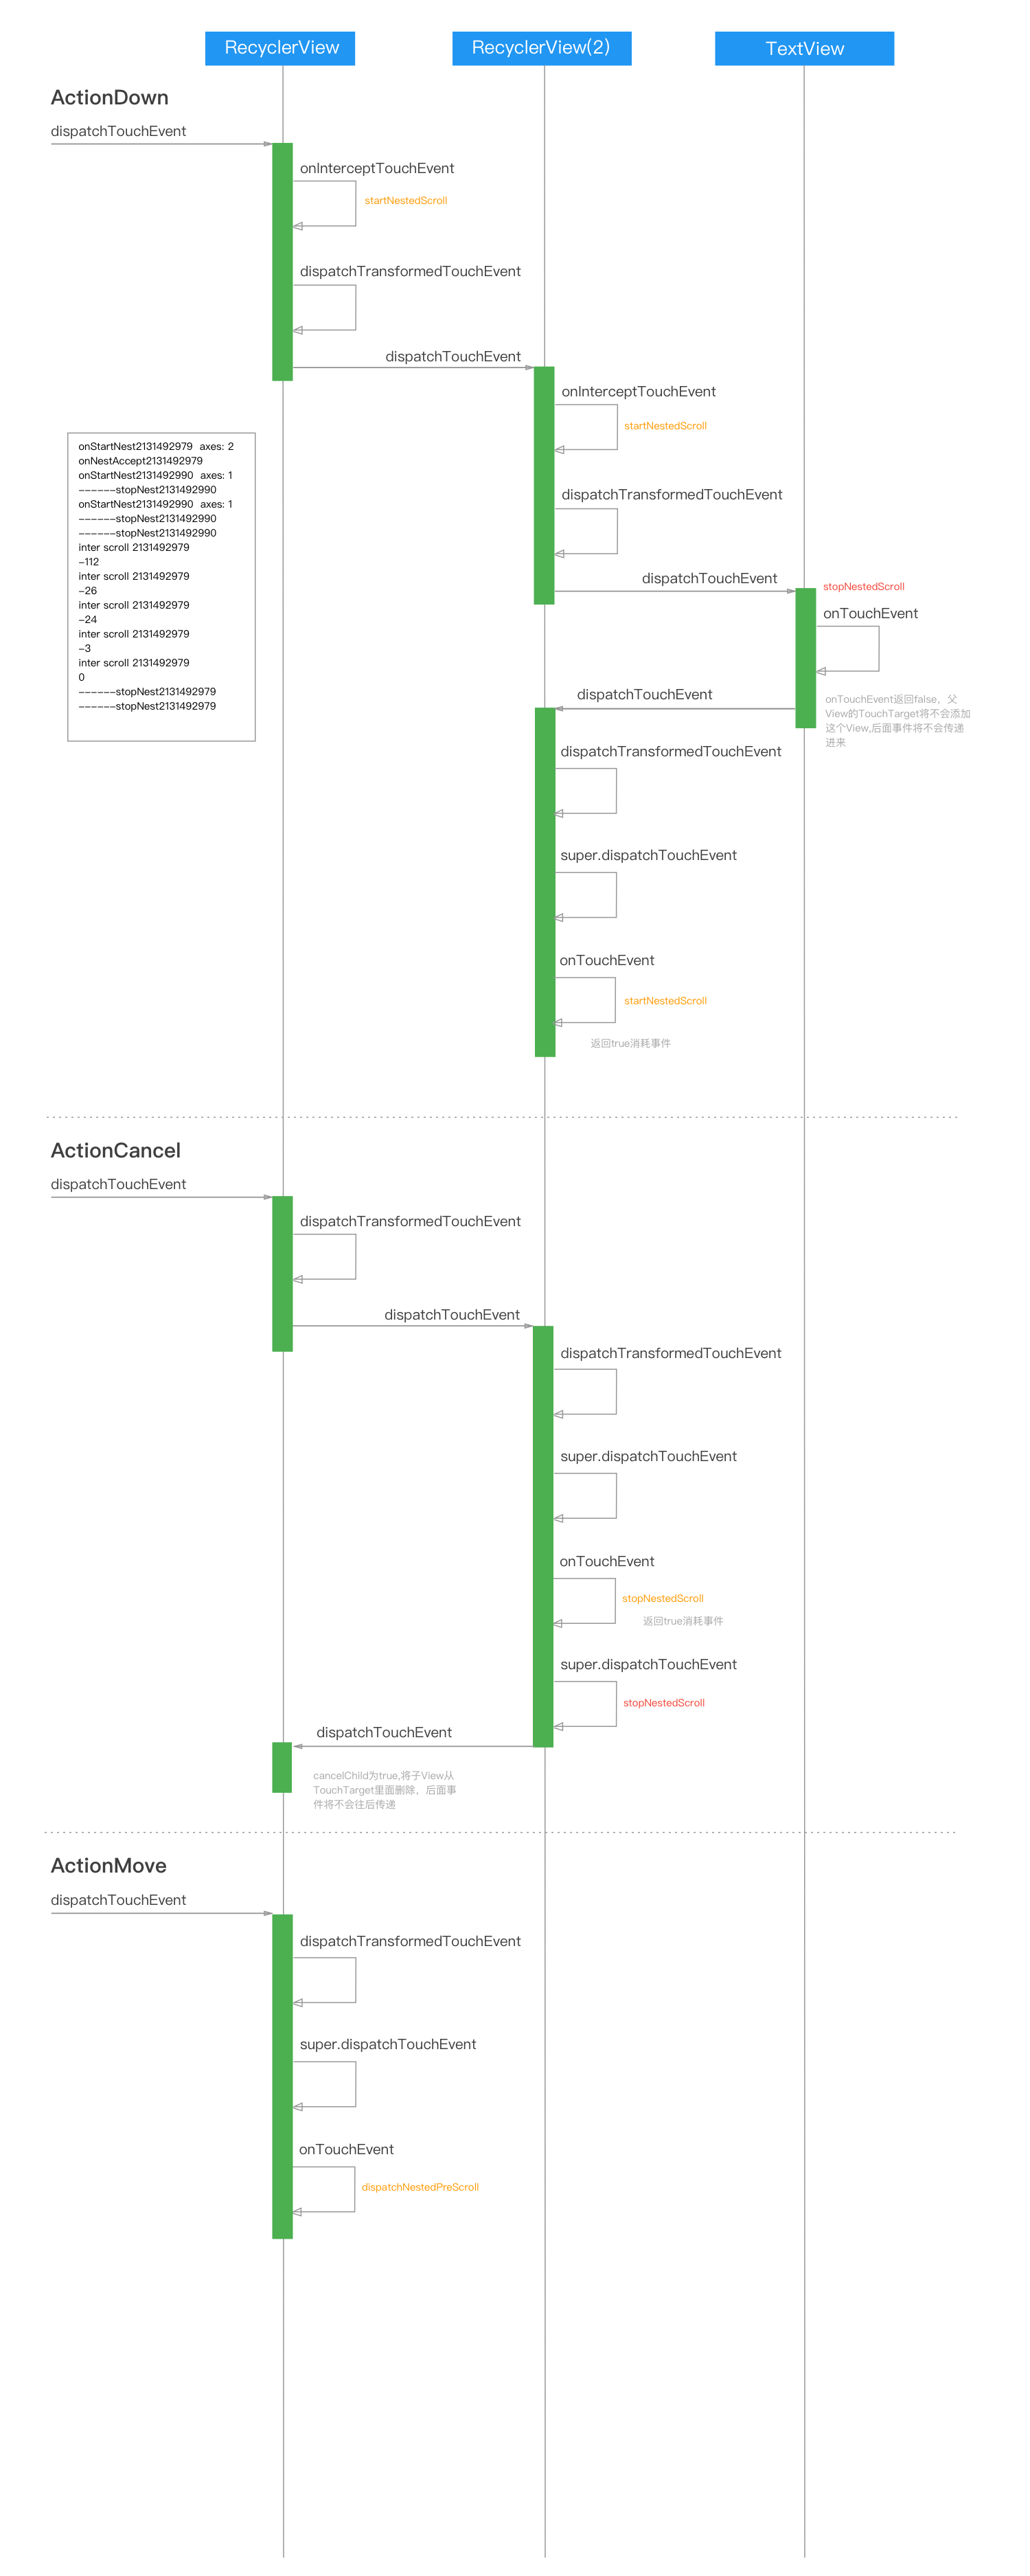 RecyclerView
RecyclerView(2)
TextView
ActionDown
dispatchTouchEvent
onInterceptTouchEvent
startNestedScroll
dispatchTransformedTouchEvent
dispatchTouchEvent
onInterceptTouchEvent
startNestedScroll
onStartNest2131492979 axes: 2
onNestAccept2131492979
onStartNest2131492990 axes: 1
------stopNest2131492990
onStartNest2131492990 axes: 1
------stopNest2131492990
------stopNest2131492990
inter scroll 2131492979
-112
inter scroll 2131492979
-26
inter scroll 2131492979
-24
inter scroll 2131492979
-3
inter scroll 2131492979
0
------stopNest2131492979
------stopNest2131492979
dispatchTransformedTouchEvent
dispatchTouchEvent
stopNestedScroll
onTouchEvent
onTouchEvent返回false，父
View的TouchTarget将不会添加
这个View,后面事件将不会传递
进来
dispatchTouchEvent
dispatchTransformedTouchEvent
super.dispatchTouchEvent
onTouchEvent
startNestedScroll
返回true消耗事件
ActionCancel
dispatchTouchEvent
dispatchTransformedTouchEvent
dispatchTouchEvent
dispatchTransformedTouchEvent
super.dispatchTouchEvent
onTouchEvent
stopNestedScroll
返回true消耗事件
super.dispatchTouchEvent
stopNestedScroll
dispatchTouchEvent
cancelChild为true,将子View从
TouchTarget里面删除，后面事
件将不会往后传递
ActionMove
dispatchTouchEvent
dispatchTransformedTouchEvent
super.dispatchTouchEvent
onTouchEvent
dispatchNestedPreScroll